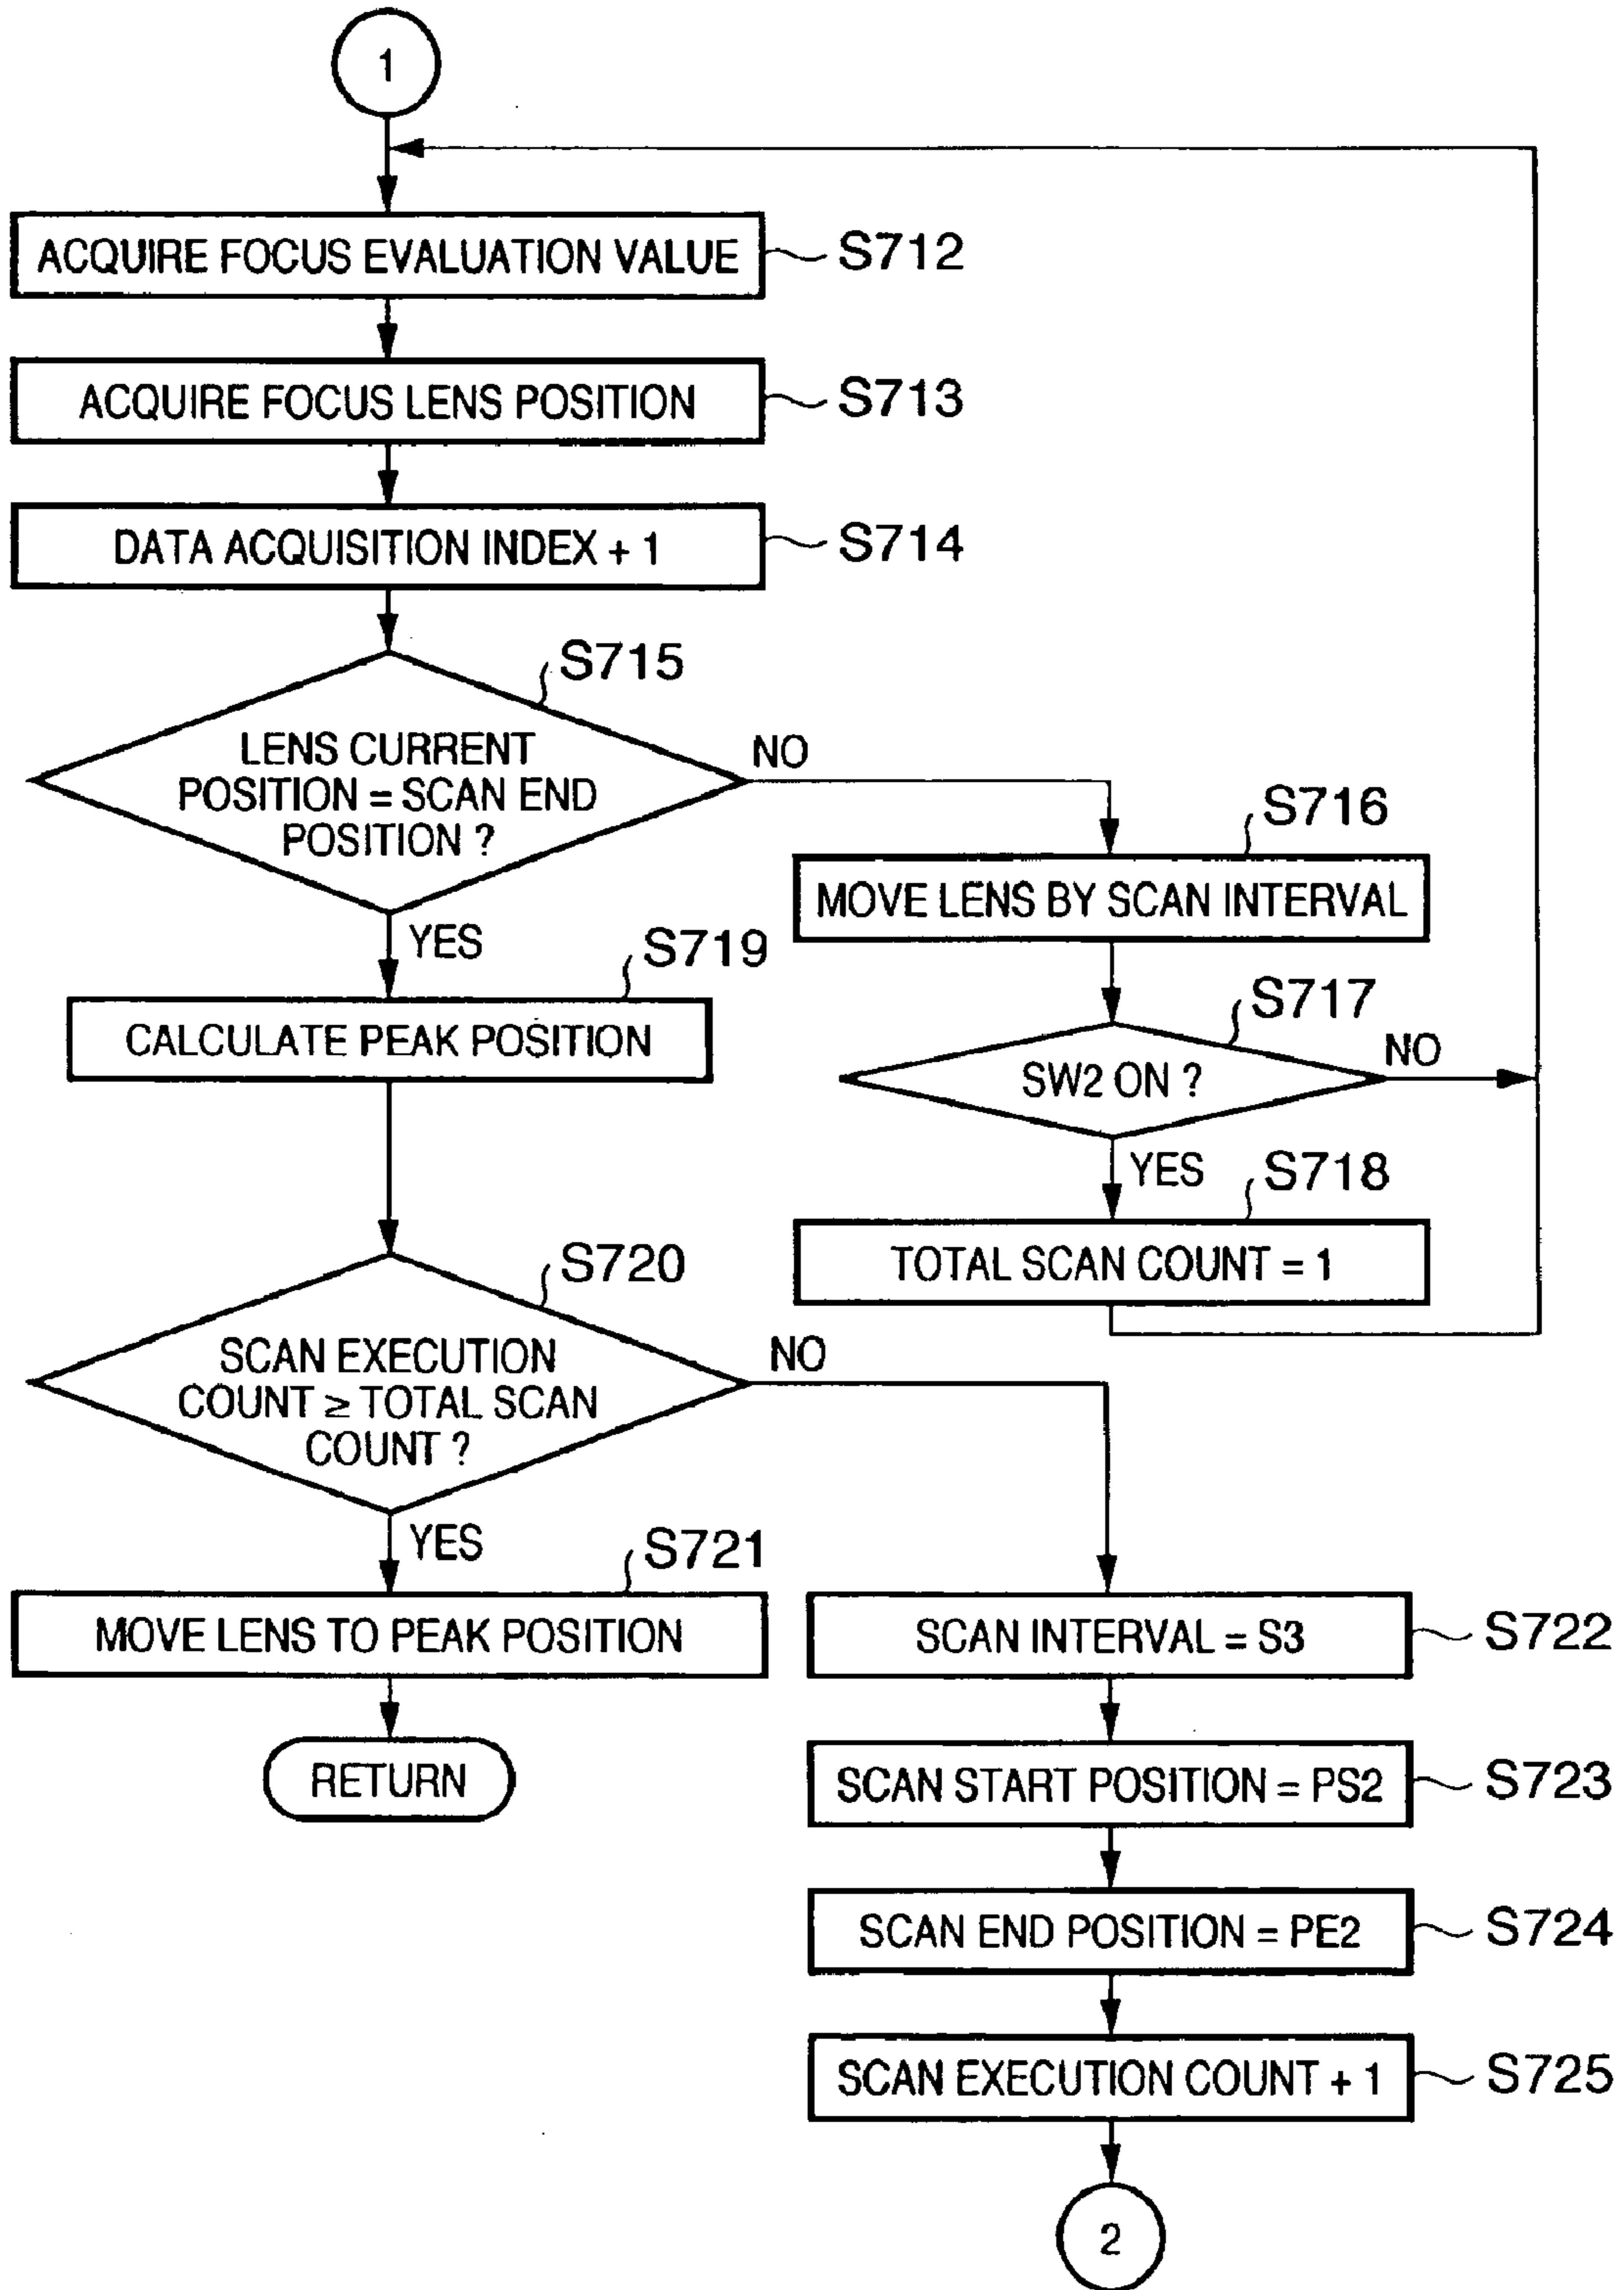 1
ACQUIRE FOCUS EVALUATION VALUE
S712
ACQUIRE FOCUS LENS POSITION
S713
DATA ACQUISITION INDEX + 1
S714
S715
LENS CURRENT
POSITION = SCAN END
POSITION ?
NO
YES
S716
MOVE LENS BY SCAN INTERVAL
S717
SW2 ON ?
NO
YES
S718
TOTAL SCAN COUNT = 1
S719
CALCULATE PEAK POSITION
S720
SCAN EXECUTION
COUNT ≥ TOTAL SCAN
COUNT ?
NO
YES
S721
MOVE LENS TO PEAK POSITION
RETURN
SCAN INTERVAL = S3
S722
SCAN START POSITION = PS2
S723
SCAN END POSITION = PE2
S724
SCAN EXECUTION COUNT + 1
S725
2